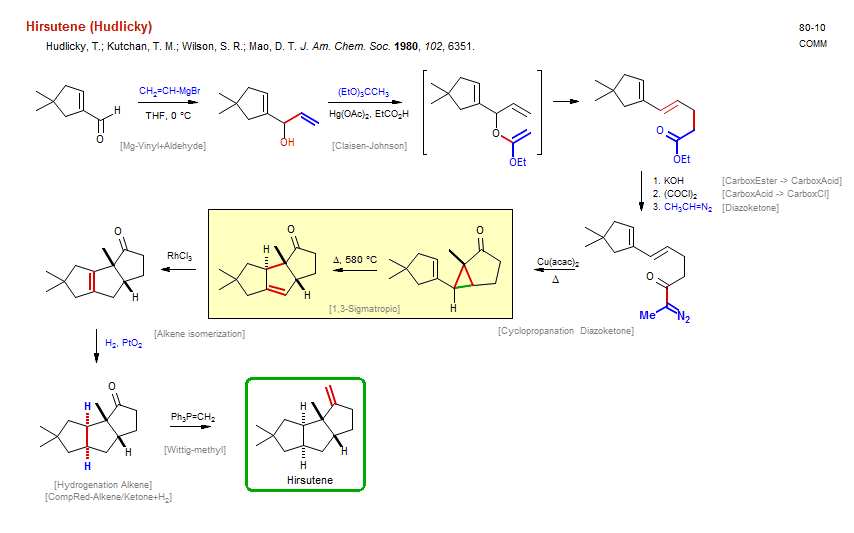 Hirsutene (Hudlicky)
80-10
COMM
Hudlicky, T.; Kutchan, T. M.; Wilson, S. R.; Mao, D. T. J. Am. Chem. Soc. 1980, 102, 6351.
CH₂=CH-MgBr
THF, 0 °C
[Mg-Vinyl+Aldehyde]
H
O
OH
(EtO)₃CCH₃
Hg(OAc)₂, EtCO₂H
[Claisen-Johnson]
O
OEt
O
OEt
1. KOH [CarboxEster -> CarboxAcid]
2. (COCl)₂ [CarboxAcid -> CarboxCl]
3. CH₃CH=N₂ [Diazoketone]
O
Me
N₂
Cu(acac)₂
Δ
[Cyclopropanation Diazoketone]
O
H
Δ, 580 °C
[1,3-Sigmatropic]
O
H
H
RhCl₃
[Alkene isomerization]
O
H
H₂, PtO₂
O
H
H
H
[Hydrogenation Alkene]
[CompRed-Alkene/Ketone+H₂]
Ph₃P=CH₂
[Wittig-methyl]
H
H
H
Hirsutene